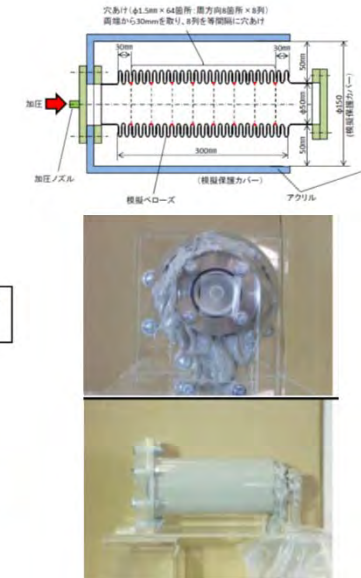 穴あけ(φ1.5㎜×64箇所:両方向8箇所×8列)
両端から30㎜を取り、8列を等間隔に穴あけ
30㎜
30㎜
50㎜
加圧
φ50㎜
φ150
(模擬保護カバー)
50㎜
加圧ノズル
300㎜
(模擬保護カバー)
模擬ベローズ
アクリル